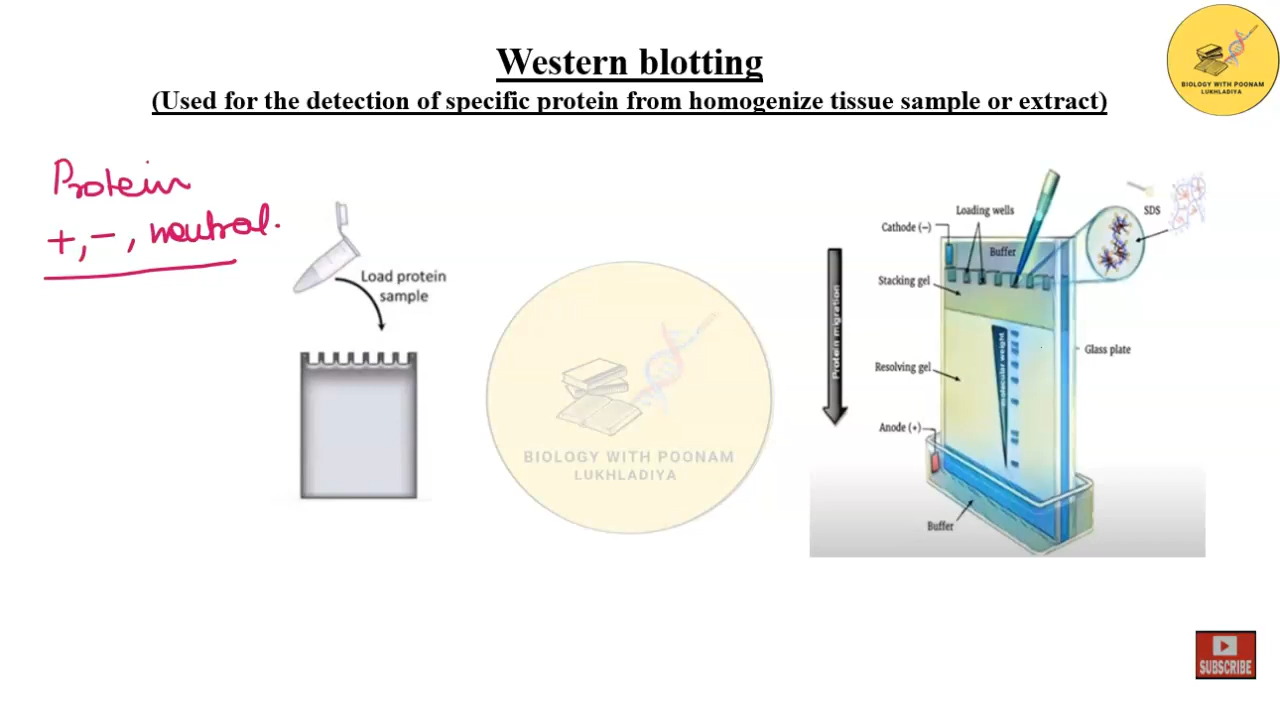 Western blotting
(Used for the detection of specific protein from homogenize tissue sample or extract)
BIOLOGY WITH POONAM
LUKHLADIYA
Protein
+, -, neutral.
Load protein
sample
BIOLOGY WITH POONAM
LUKHLADIYA
Protein migration
Cathode (-)
Loading wells
Buffer
SDS
Stacking gel
molecular weight
Glass plate
Resolving gel
Anode (+)
Buffer
SUBSCRIBE